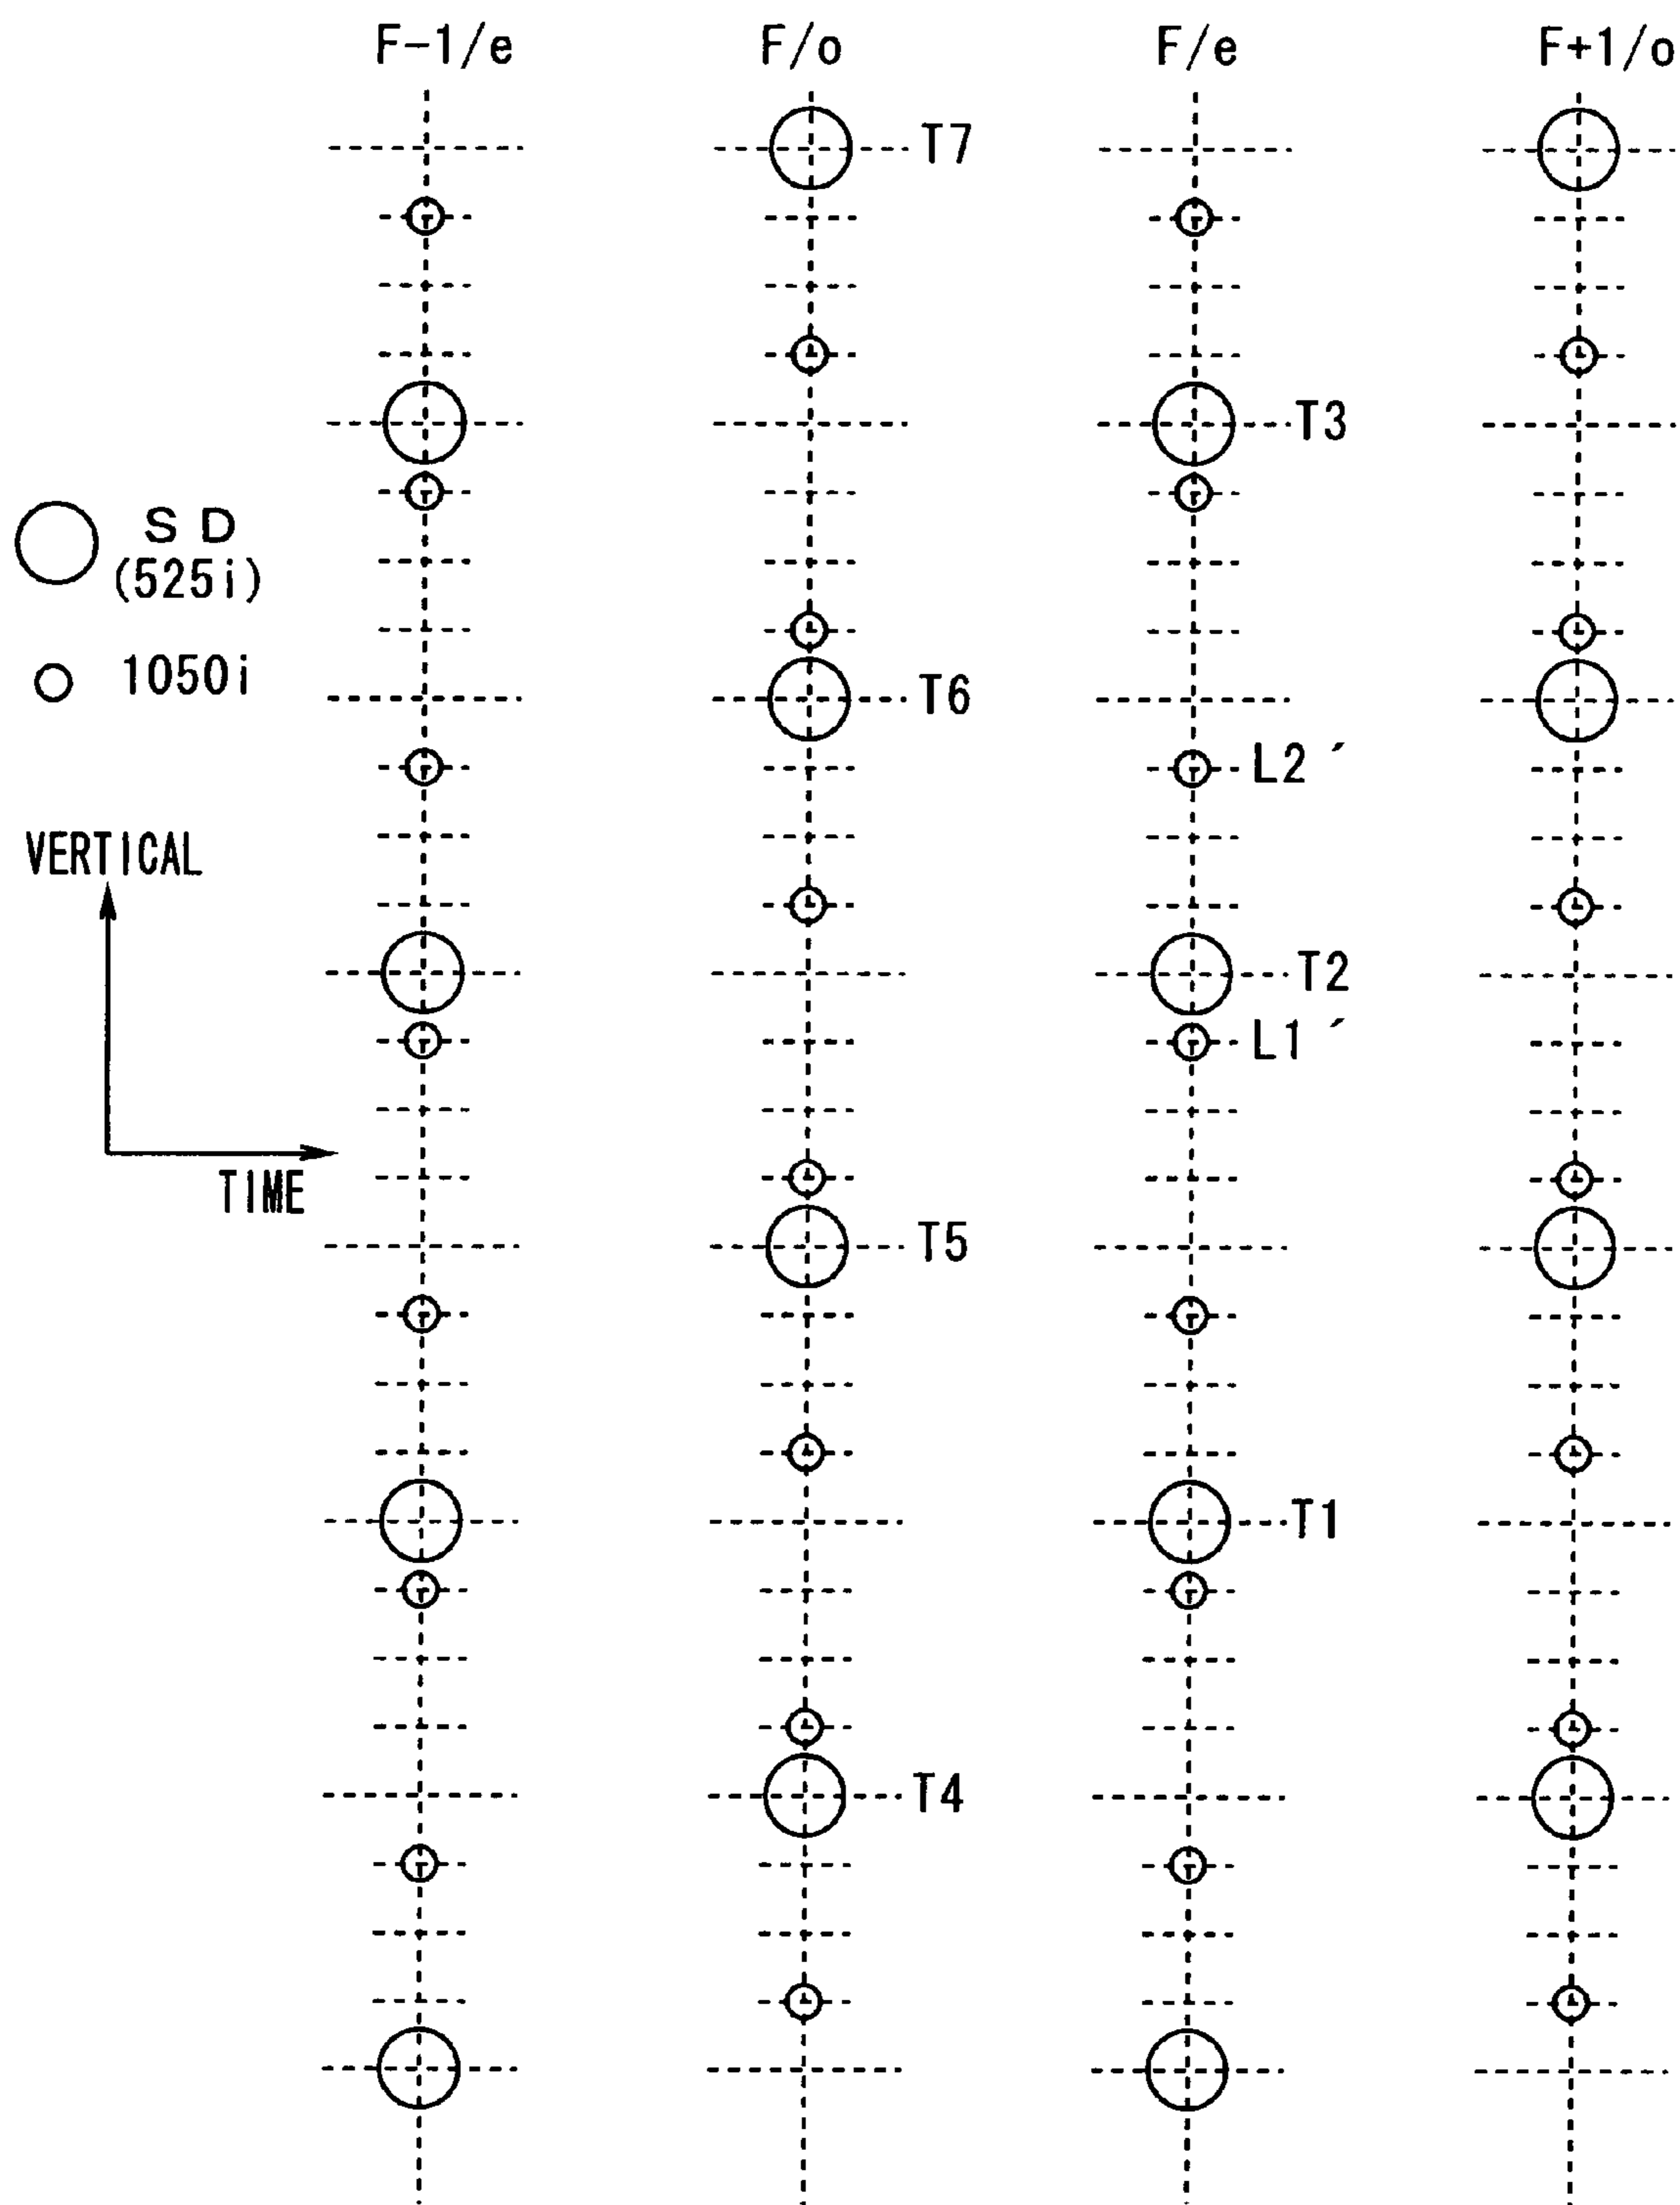 F-1/e F/o F/e F+1/o
T7
T3
SD
(525i)
1050i
T6
L2´
VERTICAL
T2
L1´
TIME
T5
T1
T4